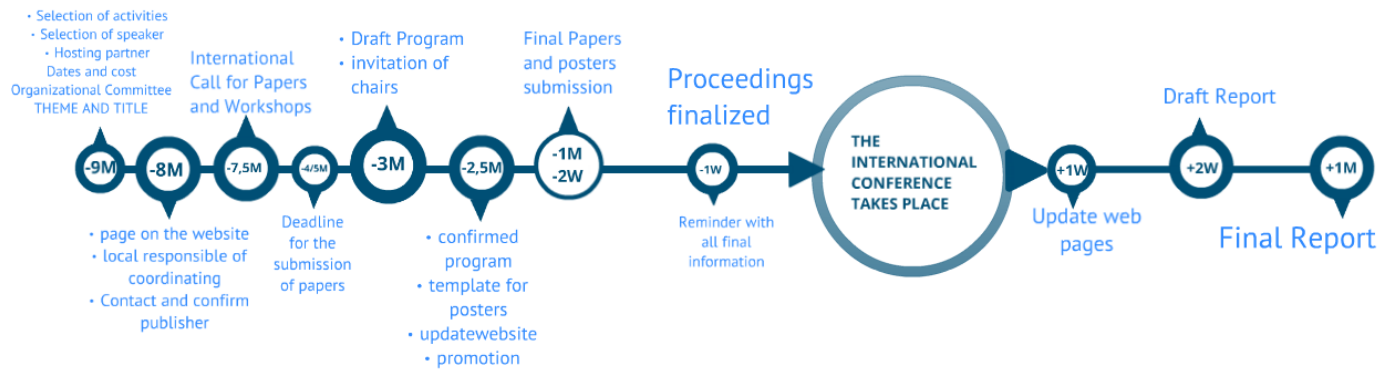 • Selection of activities
• Selection of speaker
• Hosting partner
Dates and cost
Organizational Committee
THEME AND TITLE
-9M
-8M
• page on the website
• local responsible of
coordinating
• Contact and confirm
publisher
International
Call for Papers
and Workshops
-7,5M
-4/5M
Deadline
for the
submission
of papers
• Draft Program
• invitation of
chairs
-3M
-2,5M
• confirmed
program
• template for
posters
• updatewebsite
• promotion
Final Papers
and posters
submission
-1M
-2W
Proceedings
finalized
-1W
Reminder with
all final
information
THE
INTERNATIONAL
CONFERENCE
TAKES PLACE
+1W
Update web
pages
Draft Report
+2W
+1M
Final Report